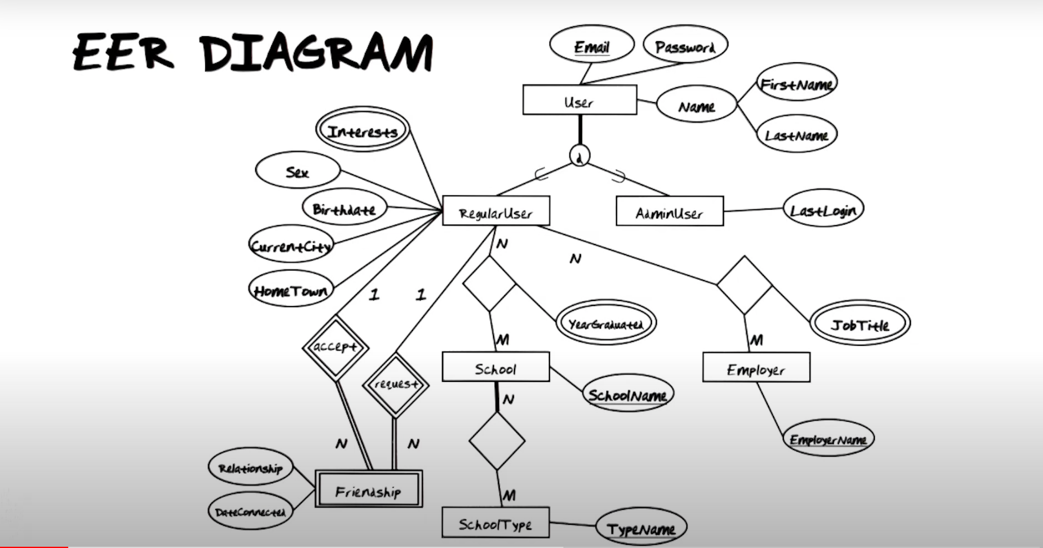 EER DIAGRAM
Email
Password
User
Name
FirstName
LastName
d
Interests
Sex
Birthdate
CurrentCity
HomeTown
RegularUser
AdminUser
LastLogin
N
N
1
1
YearGraduated
JobTitle
accept
request
M
M
School
Employer
SchoolName
N
EmployerName
N
N
Relationship
DateConnected
Friendship
M
SchoolType
TypeName